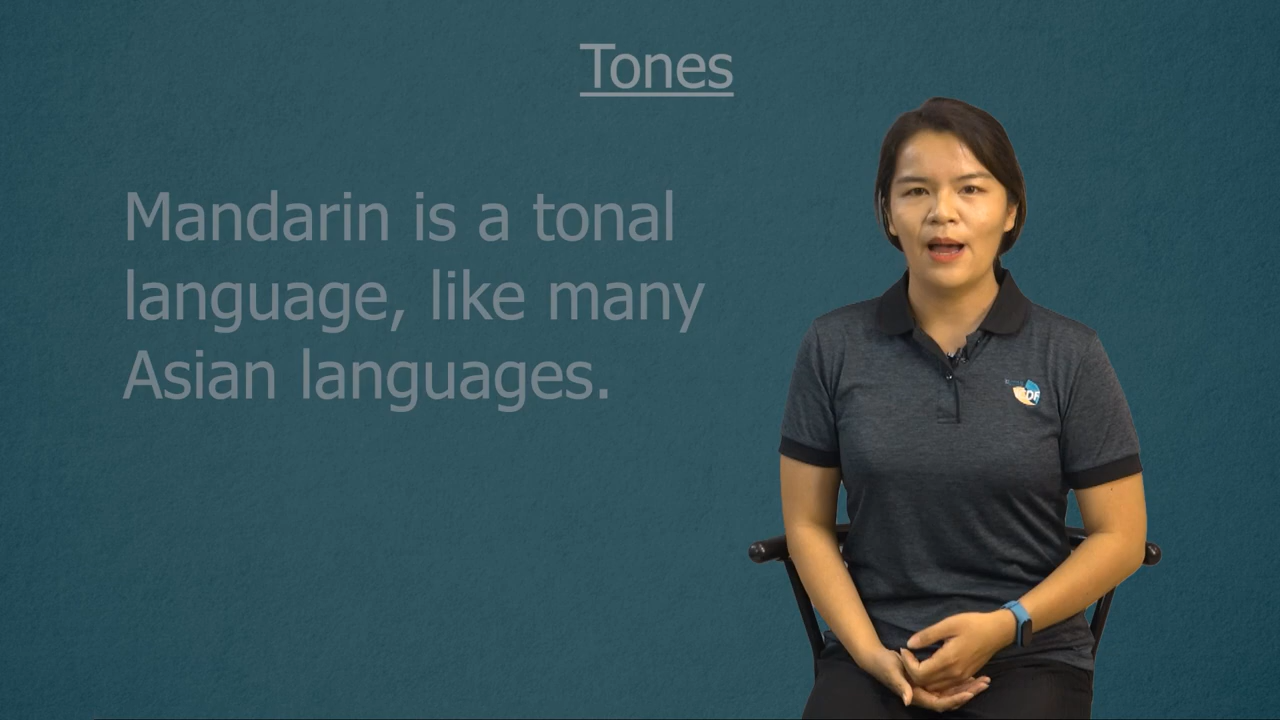 Tones
Mandarin is a tonal
language, like many
Asian languages.